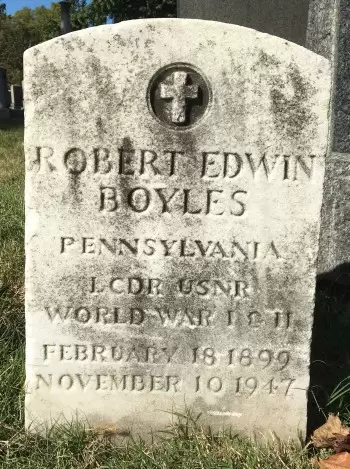 ROBERT EDWIN
BOYLES
PENNSYLVANIA
LCDR USNR
WORLD WAR I & II
FEBRUARY 18 1899
NOVEMBER 10 1947